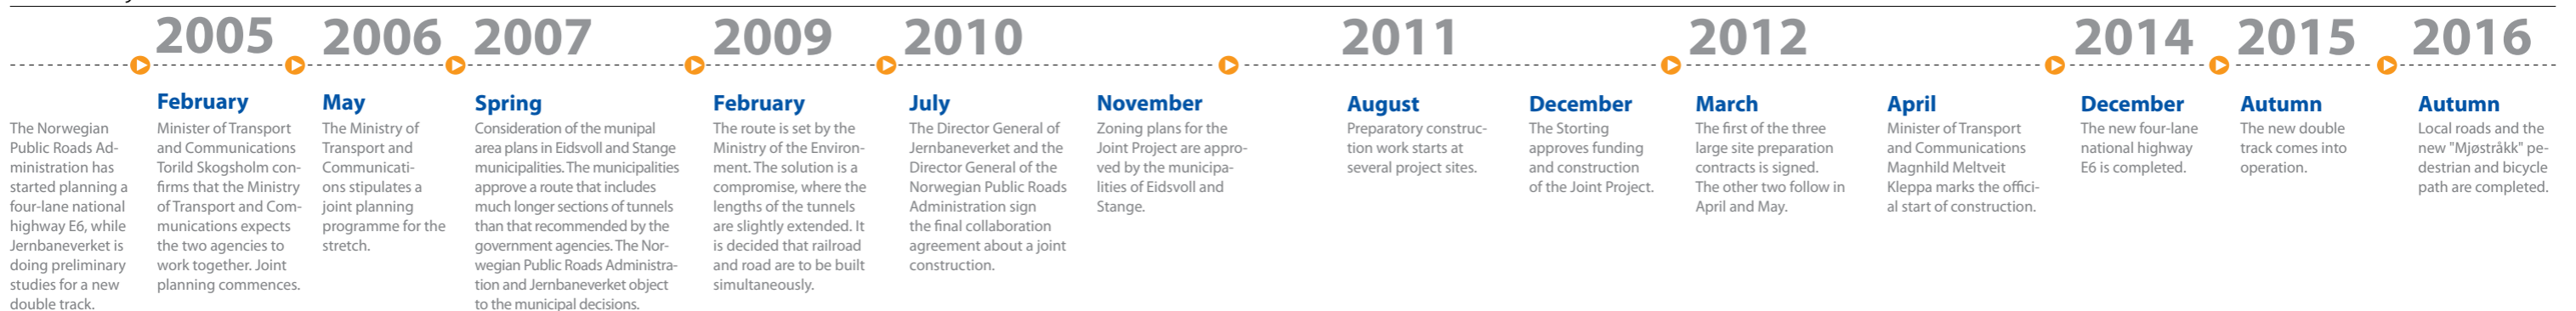 2005
2006
2007
2009
2010
2011
2012
2014
2015
2016
The Norwegian
Public Roads Ad-
ministration has
started planning a
four-lane national
highway E6, while
Jernbaneverket is
doing preliminary
studies for a new
double track.
February
Minister of Transport
and Communications
Torild Skogsholm con-
firms that the Ministry
of Transport and Com-
munications expects
the two agencies to
work together. Joint
planning commences.
May
The Ministry of
Transport and
Communicati-
ons stipulates a
joint planning
programme for the
stretch.
Spring
Consideration of the munipal
area plans in Eidsvoll and Stange
municipalities. The municipalities
approve a route that includes
much longer sections of tunnels
than that recommended by the
government agencies. The Nor-
wegian Public Roads Administra-
tion and Jernbaneverket object
to the municipal decisions.
February
The route is set by the
Ministry of the Environ-
ment. The solution is a
compromise, where the
lengths of the tunnels
are slightly extended. It
is decided that railroad
and road are to be built
simultaneously.
July
The Director General of
Jernbaneverket and the
Director General of the
Norwegian Public Roads
Administration sign
the final collaboration
agreement about a joint
construction.
November
Zoning plans for the
Joint Project are appro-
ved by the municipa-
lities of Eidsvoll and
Stange.
August
Preparatory construc-
tion work starts at
several project sites.
December
The Storting
approves funding
and construction
of the Joint Project.
March
The first of the three
large site preparation
contracts is signed.
The other two follow in
April and May.
April
Minister of Transport
and Communications
Magnhild Meltveit
Kleppa marks the offici-
al start of construction.
December
The new four-lane
national highway
E6 is completed.
Autumn
The new double
track comes into
operation.
Autumn
Local roads and the
new "Mjøstråkk" pe-
destrian and bicycle
path are completed.